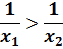 1/x₁ > 1/x₂